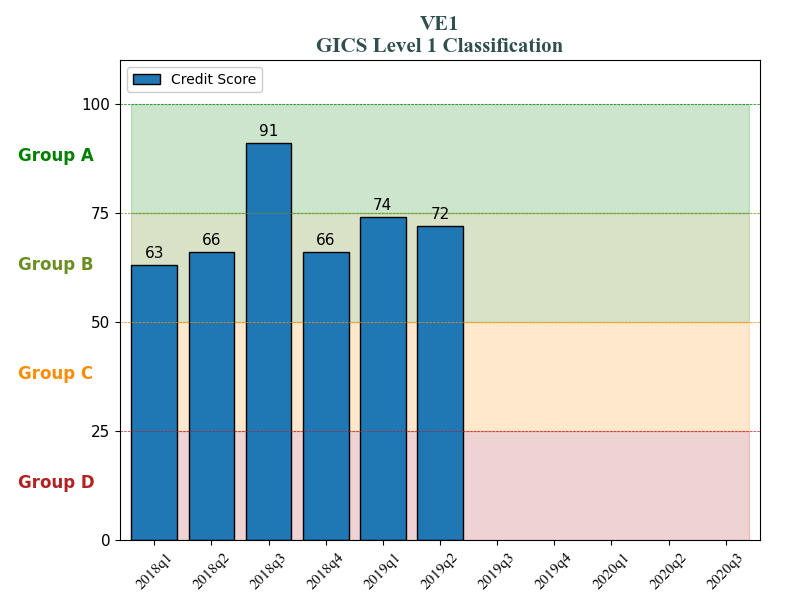 VE1
GICS Level 1 Classification
Credit Score
100
Group A
91
75
74
72
66
66
63
Group B
50
Group C
25
Group D
0
2018q1 2018q2 2018q3 2018q4 2019q1 2019q2 2019q3 2019q4 2020q1 2020q2 2020q3